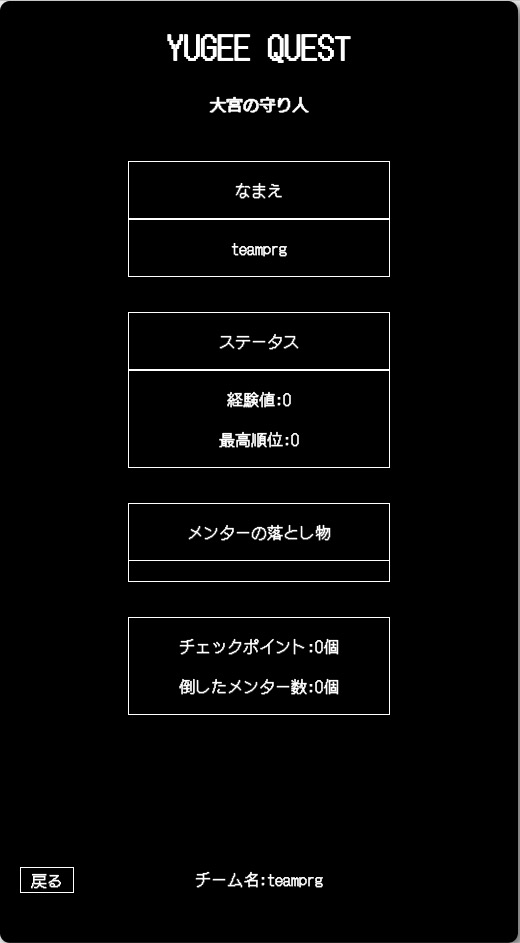 YUGEE QUEST
大宮の守り人
なまえ
teamprg
ステータス
経験値:0
最高順位:0
メンターの落とし物
チェックポイント:0個
倒したメンター数:0個
戻る
チーム名:teamprg